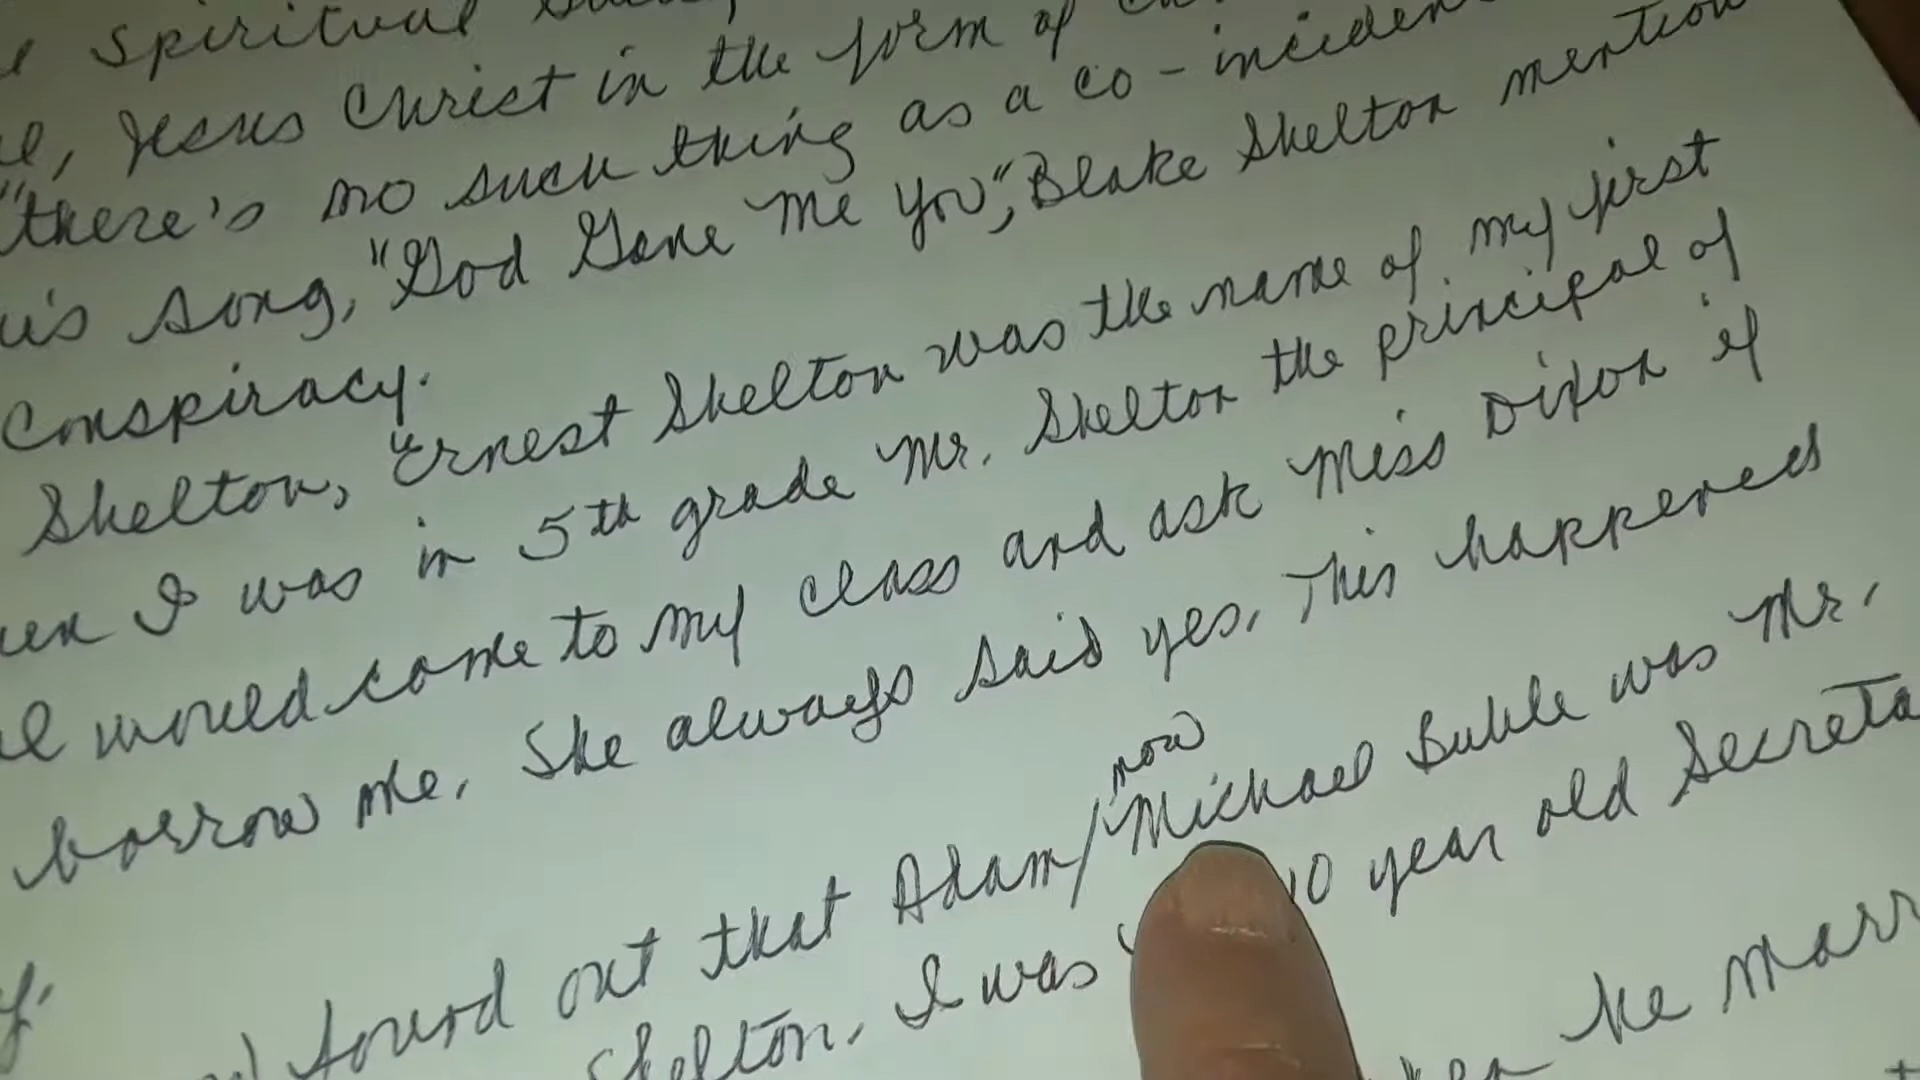 Spiritual
Jesus Christ in the form of
"there's no such thing as a co-inciden
his song, "God Gave Me You", Blake Shelton mention
Conspiracy.
Shelton, Ernest Shelton was the name of my first
when I was in 5th grade Mr. Shelton the principal of
would come to my class and ask Miss Dixon if
borrow me. She always said yes. This happened
now
found out that Adam/Michael Buble was Mr.
Shelton. I was 10 year old Secreta
he marr